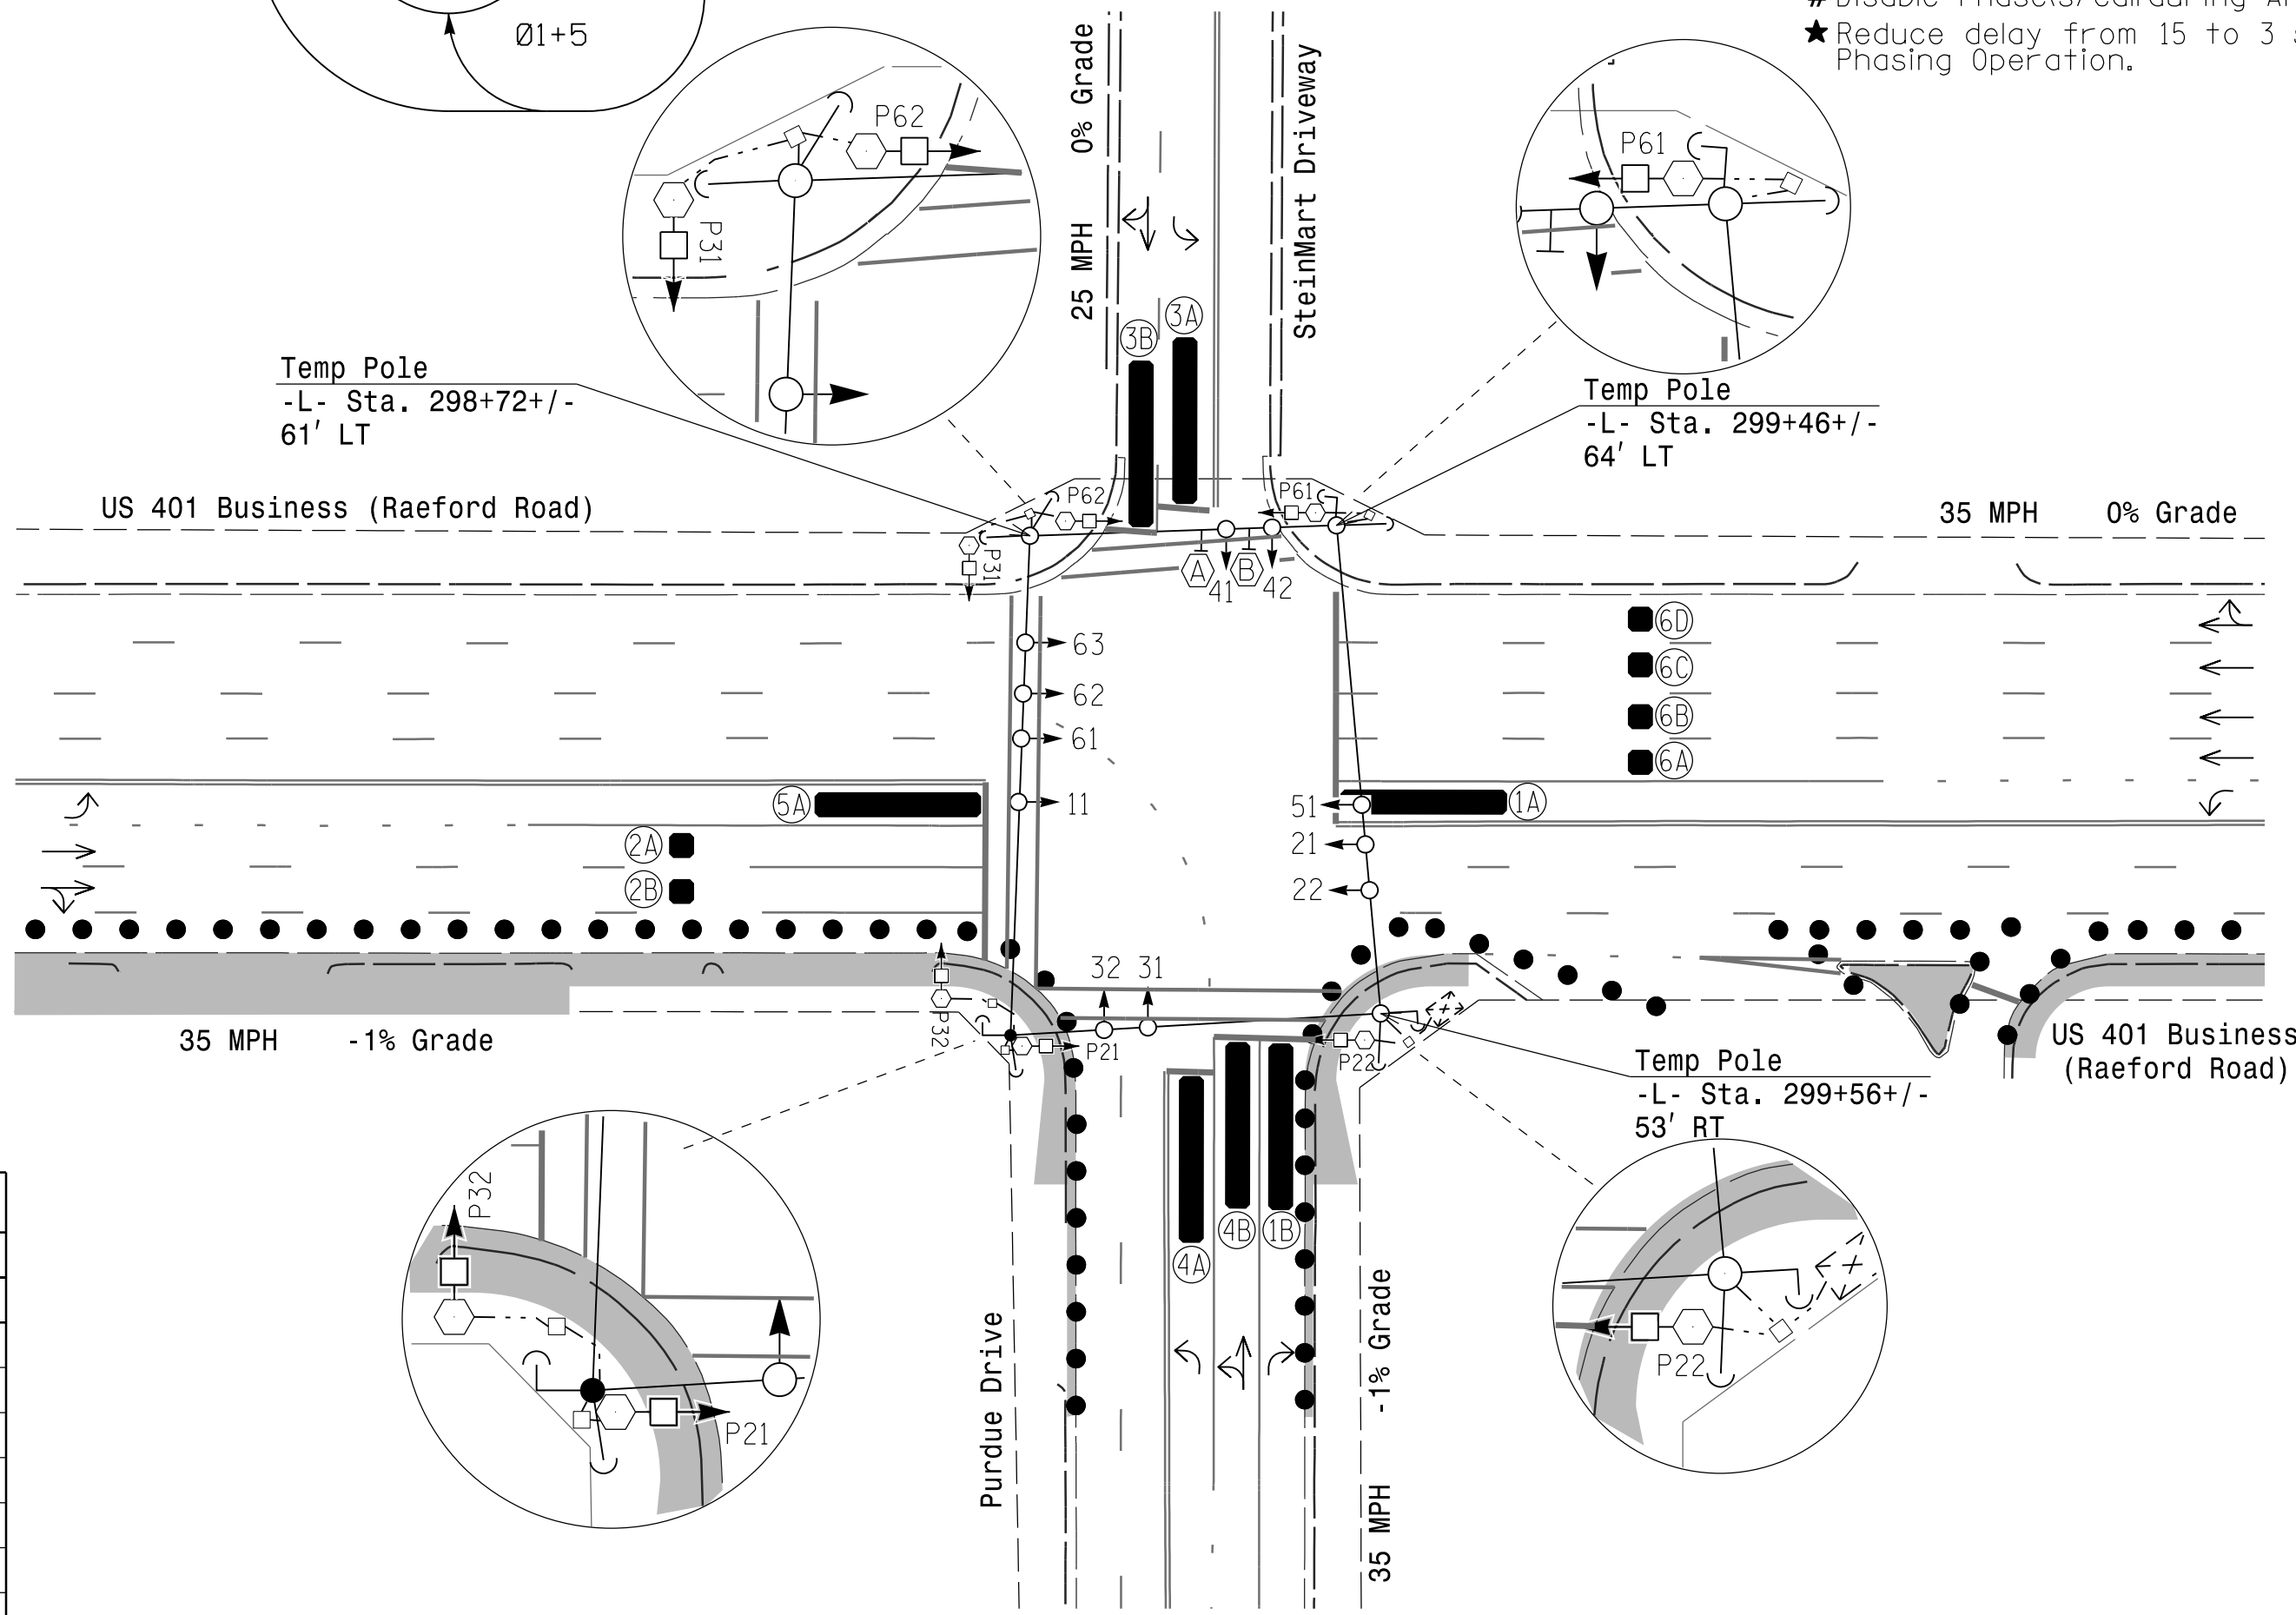 Ø1+5
★ Reduce delay from 15 to 3
Phasing Operation.
0% Grade
25 MPH
SteinMart Driveway
P62
P31
P61
Temp Pole
-L- Sta. 298+72+/-
61' LT
Temp Pole
-L- Sta. 299+46+/-
64' LT
3B
3A
US 401 Business (Raeford Road)
35 MPH 0% Grade
P62
P61
P31
A
41
B
42
63
62
61
11
6D
6C
6B
6A
5A
51
1A
2A
21
2B
22
32 31
P32
P21
P22
35 MPH -1% Grade
US 401 Business
(Raeford Road)
Temp Pole
-L- Sta. 299+56+/-
53' RT
4A
4B
1B
P32
P21
P22
Purdue Drive
-1% Grade
35 MPH